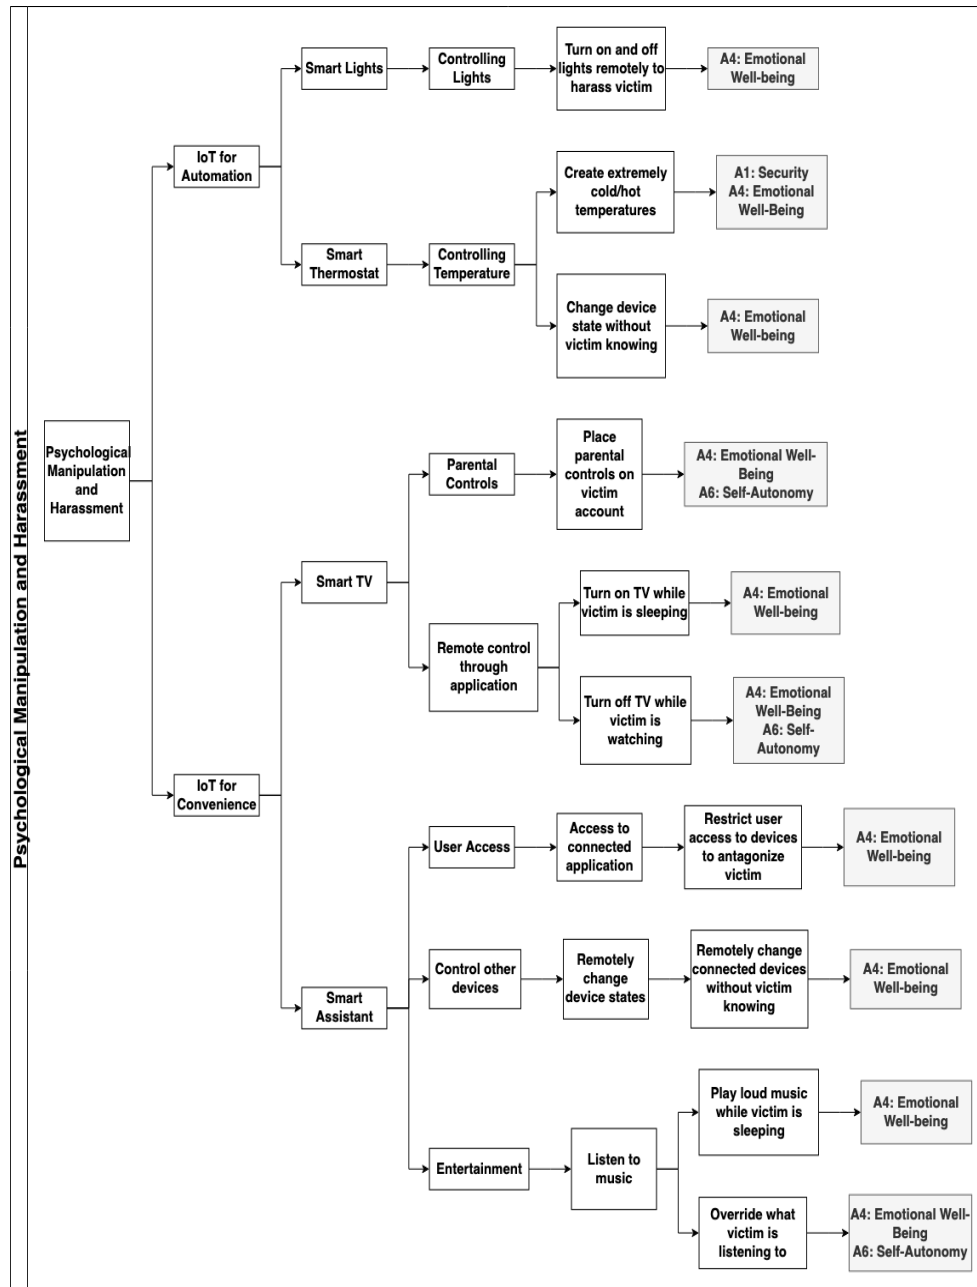 Psychological Manipulation and Harassment
Psychological
Manipulation
and
Harassment
IoT for
Automation
Smart Lights
Controlling
Lights
Turn on and off
lights remotely to
harass victim
A4: Emotional
Well-being
Smart
Thermostat
Controlling
Temperature
Create extremely
cold/hot
temperatures
A1: Security
A4: Emotional
Well-Being
Change device
state without
victim knowing
A4: Emotional
Well-being
IoT for
Convenience
Smart TV
Parental
Controls
Place
parental
controls on
victim
account
A4: Emotional Well-
Being
A6: Self-Autonomy
Remote control
through
application
Turn on TV while
victim is sleeping
A4: Emotional
Well-being
Turn off TV while
victim is
watching
A4: Emotional
Well-Being
A6: Self-
Autonomy
Smart
Assistant
User Access
Access to
connected
application
Restrict user
access to devices
to antagonize
victim
A4: Emotional
Well-being
Control other
devices
Remotely
change
device states
Remotely change
connected devices
without victim
knowing
A4: Emotional
Well-being
Entertainment
Listen to
music
Play loud music
while victim is
sleeping
A4: Emotional
Well-being
Override what
victim is
listening to
A4: Emotional Well-
Being
A6: Self-Autonomy